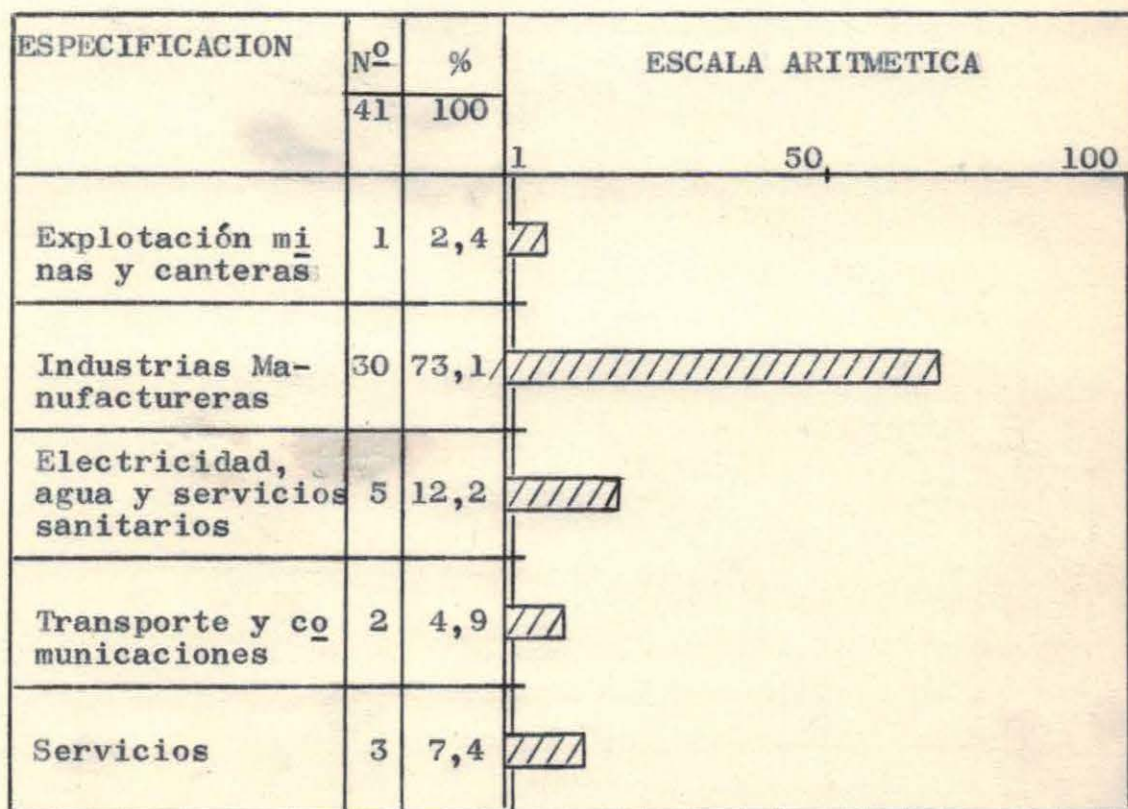 ESPECIFICACION Nº % ESCALA ARITMETICA
41 100
1 50 100
Explotación mi
nas y canteras 1 2,4
Industrias Ma-
nufactureras 30 73,1
Electricidad,
agua y servicios 5 12,2
sanitarios
Transporte y co
municaciones 2 4,9
Servicios 3 7,4